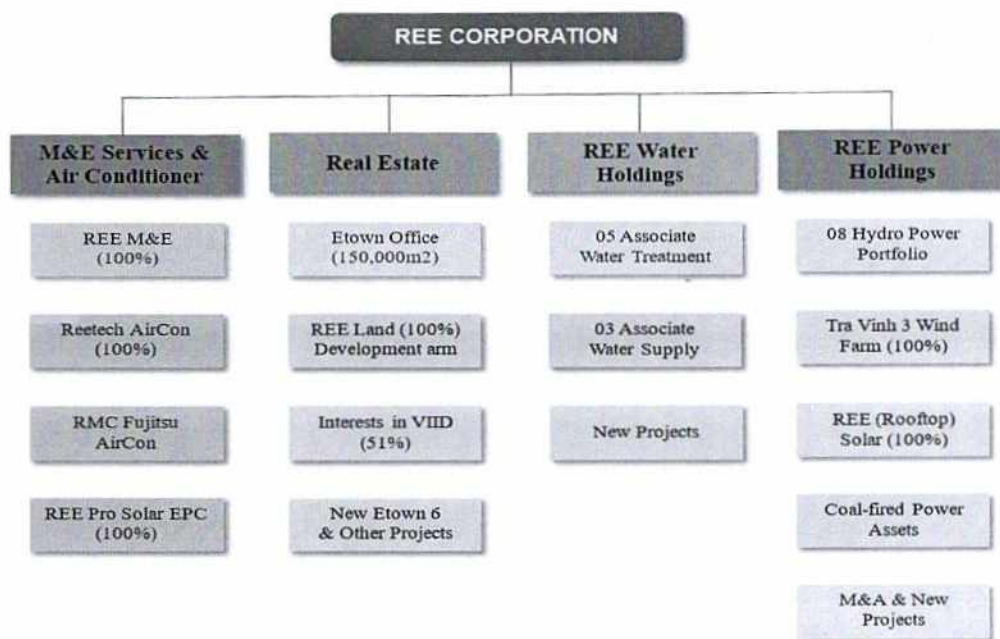 REE CORPORATION
M&E Services &
Air Conditioner
REE M&E
(100%)
Reetech AirCon
(100%)
RMC Fujitsu
AirCon
REE Pro Solar EPC
(100%)
Real Estate
Etown Office
(150,000m2)
REE Land (100%)
Development arm
Interests in VIID
(51%)
New Etown 6
& Other Projects
REE Water
Holdings
05 Associate
Water Treatment
03 Associate
Water Supply
New Projects
REE Power
Holdings
08 Hydro Power
Portfolio
Tra Vinh 3 Wind
Farm (100%)
REE (Rooftop)
Solar (100%)
Coal-fired Power
Assets
M&A & New
Projects